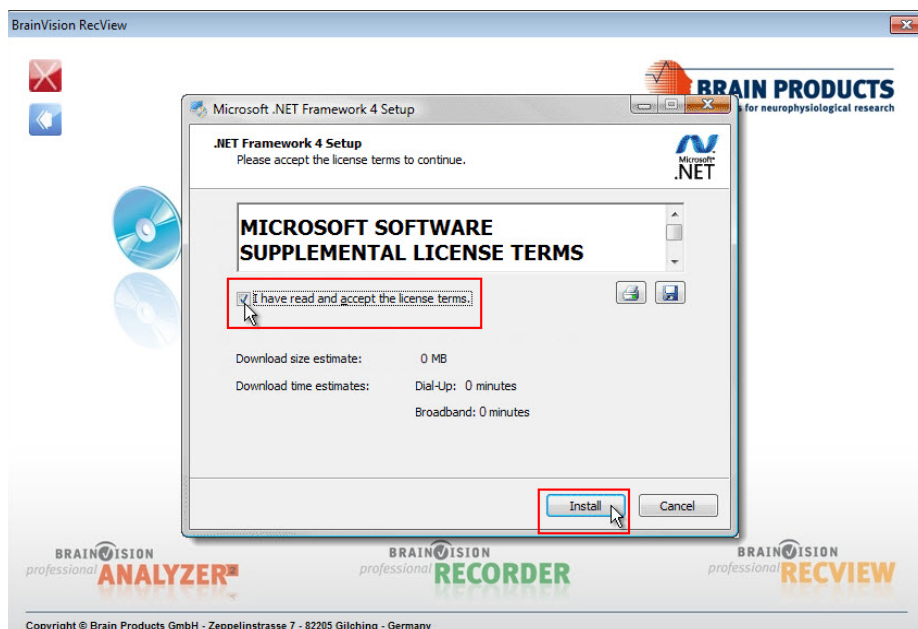 BrainVision RecView
BRAIN PRODUCTS
for neurophysiological research
Microsoft .NET Framework 4 Setup
.NET Framework 4 Setup
Please accept the license terms to continue.
Microsoft
.NET
MICROSOFT SOFTWARE
SUPPLEMENTAL LICENSE TERMS
I have read and accept the license terms.
Download size estimate: 0 MB
Download time estimates: Dial-Up: 0 minutes
Broadband: 0 minutes
Install Cancel
BRAINVISION BRAINVISION BRAINVISION
professional ANALYZER 2 professional RECORDER professional RECVIEW
Copyright © Brain Products GmbH - Zeppelinstrasse 7 - 82205 Gilching - Germany